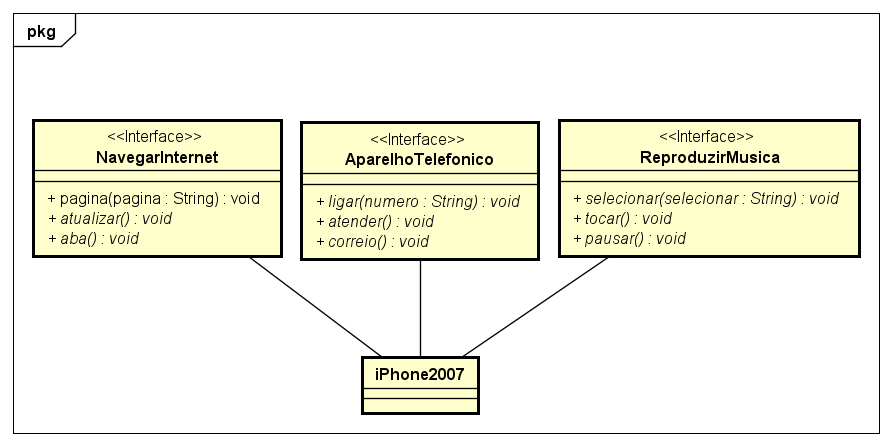 pkg
<<Interface>>
NavegarInternet
+ pagina(pagina : String) : void
+ atualizar() : void
+ aba() : void
<<Interface>>
AparelhoTelefonico
+ ligar(numero : String) : void
+ atender() : void
+ correio() : void
<<Interface>>
ReproduzirMusica
+ selecionar(selecionar : String) : void
+ tocar() : void
+ pausar() : void
iPhone2007